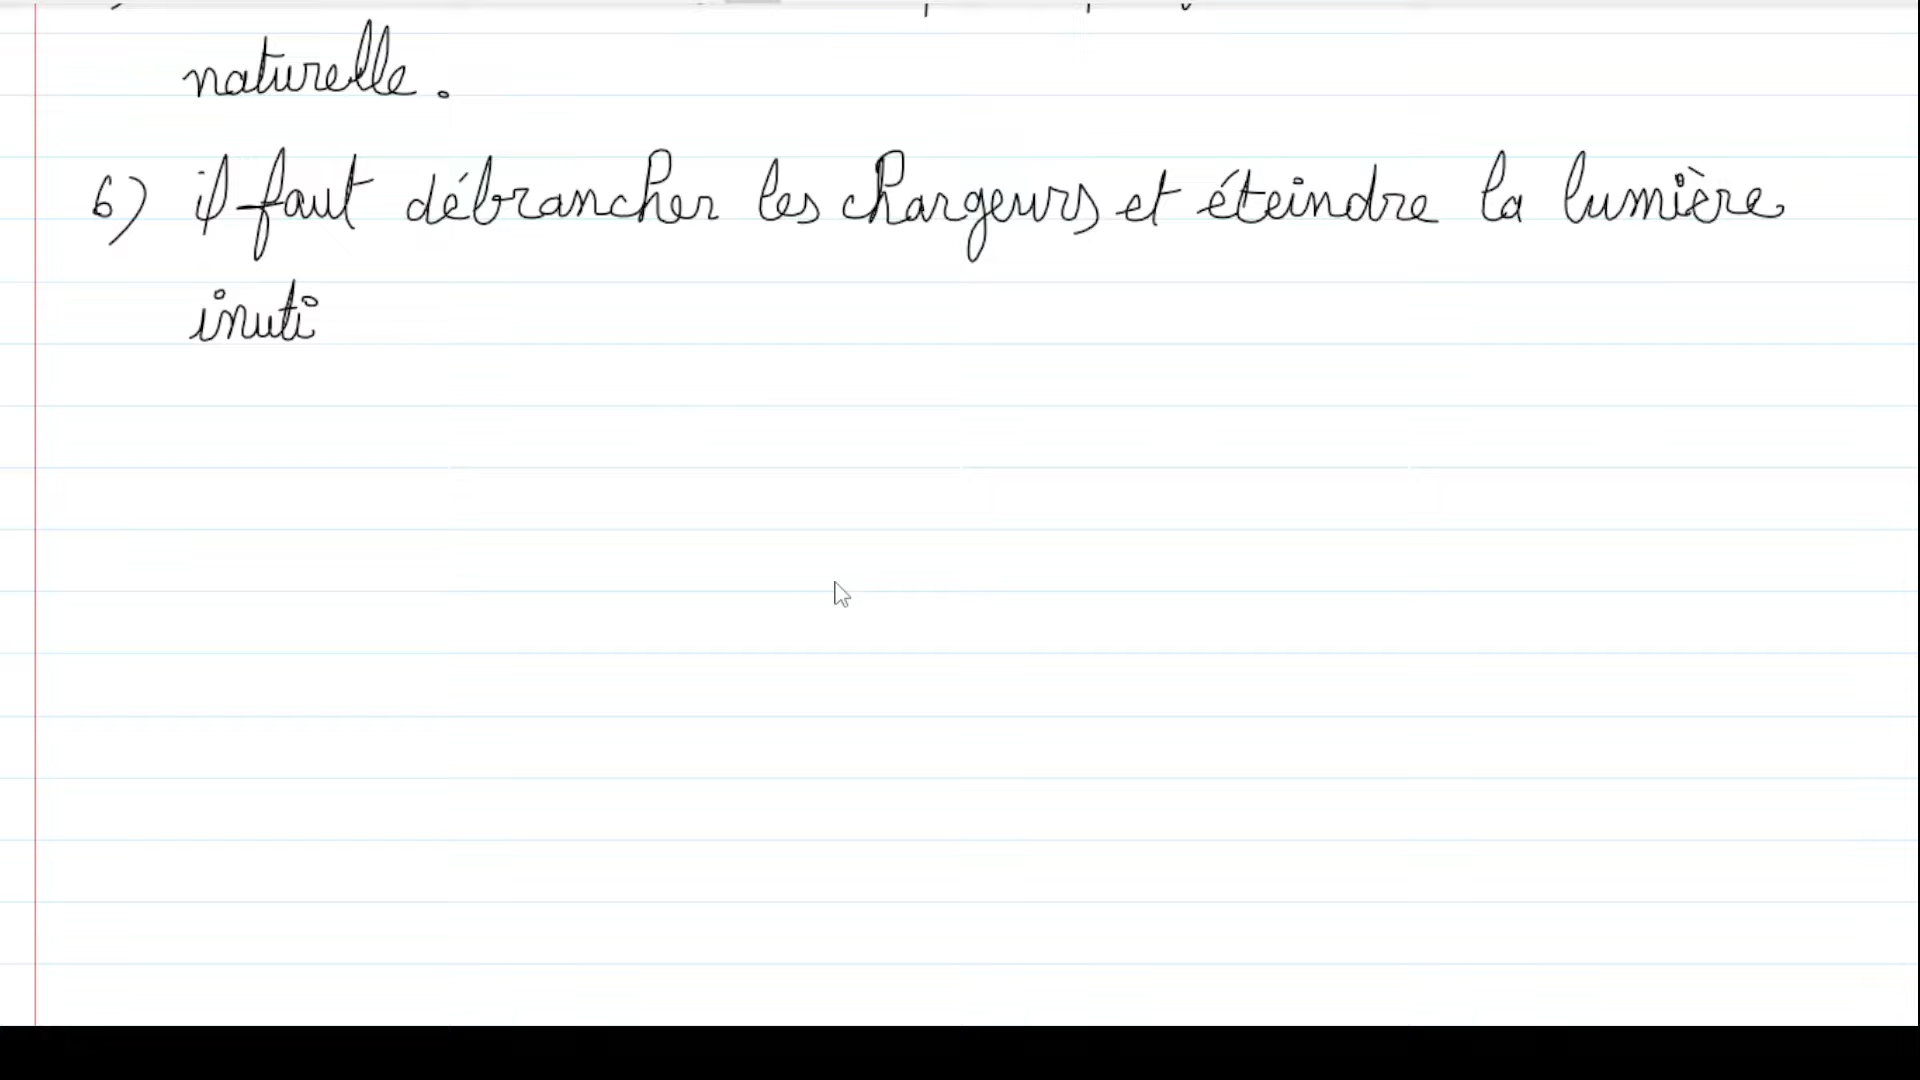 naturelle.
6) il faut débrancher les chargeurs et éteindre la lumière
inuti